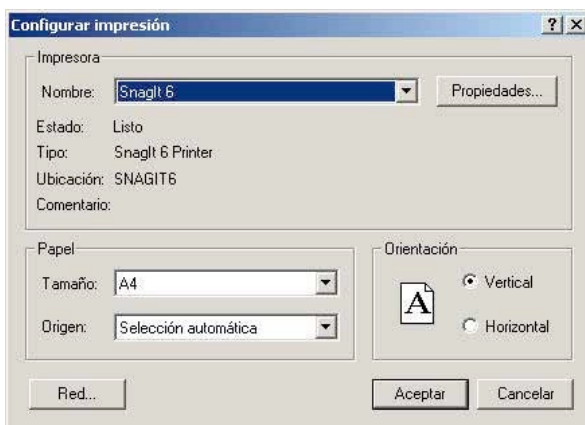 Configurar impresión
Impresora
Nombre: SnagIt 6 Propiedades...
Estado: Listo
Tipo: SnagIt 6 Printer
Ubicación: SNAGIT6
Comentario:
Papel
Tamaño: A4
Origen: Selección automática
Orientación
A
Vertical
Horizontal
Red... Aceptar Cancelar